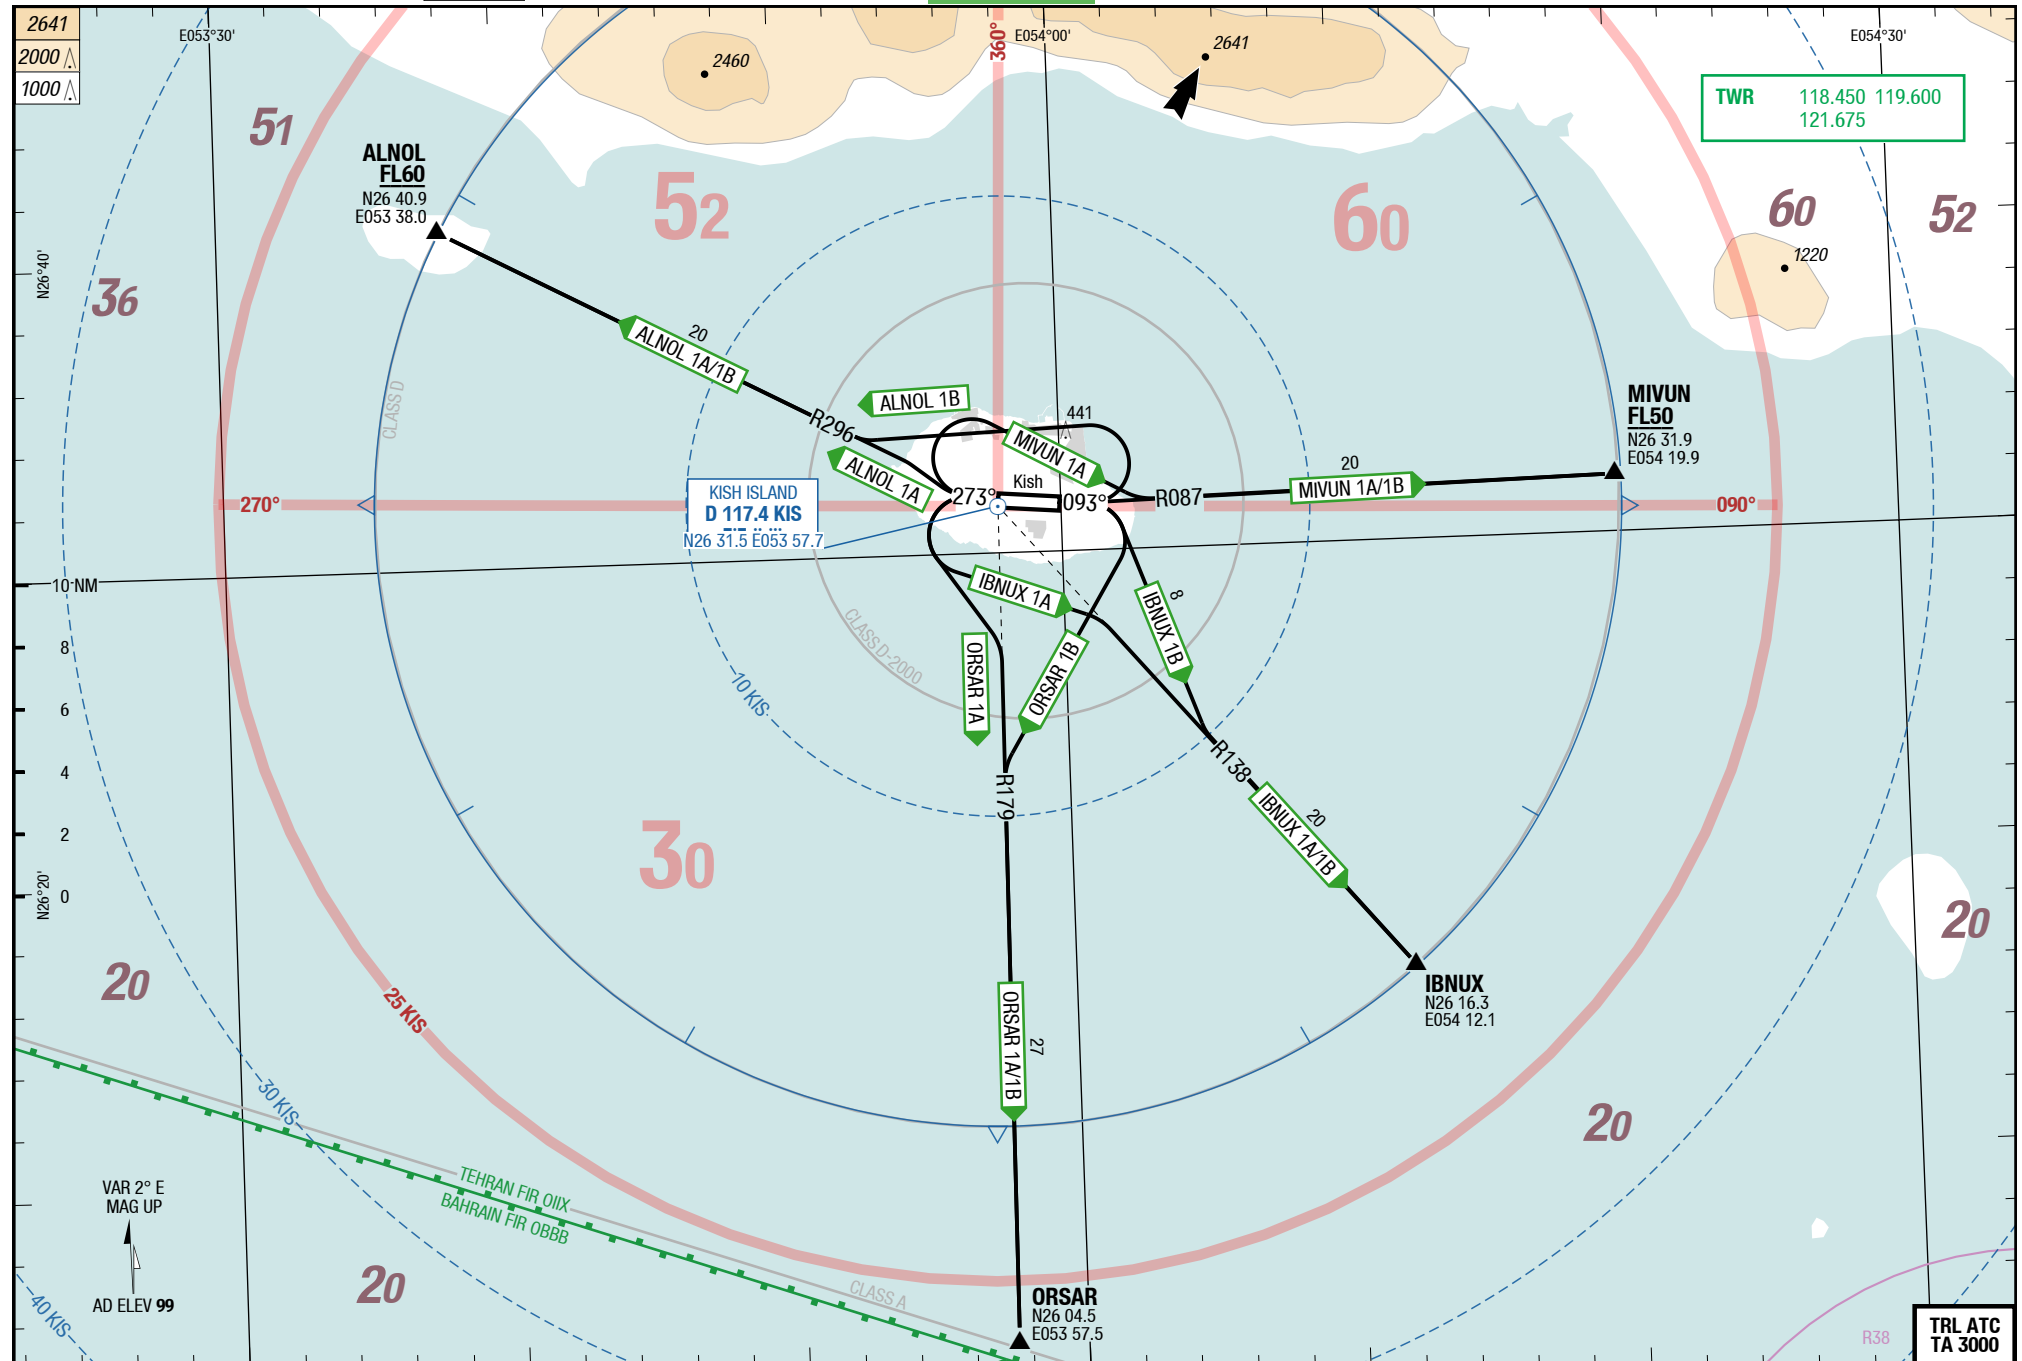 2641
2000
1000
E053°30'
360°
E054°00'
E054°30'
2460
2641
TWR 118.450 119.600
121.675
51
ALNOL
FL60
N26 40.9
E053 38.0
52
60
60
52
1220
N26°40'
36
20
ALNOL 1A/1B
CLASS D
R296
ALNOL 1B
441
MIVUN 1A
ALNOL 1A
Kish
273°
093°
R087
20
MIVUN 1A/1B
MIVUN
FL50
N26 31.9
E054 19.9
270°
090°
KISH ISLAND
D 117.4 KIS
N26 31.5 E053 57.7
10 NM
8
6
4
2
0
N26°20'
IBNUX 1A
8
IBNUX 1B
CLASS D-2000
ORSAR 1A
ORSAR 1B
10 KIS
R138
R179
20
IBNUX 1A/1B
30
IBNUX
N26 16.3
E054 12.1
20
20
25 KIS
ORSAR 1A/1B
27
30 KIS
20
TEHRAN FIR OIIX
BAHRAIN FIR OBBB
VAR 2° E
MAG UP
AD ELEV 99
20
CLASS A
40 KIS
ORSAR
N26 04.5
E053 57.5
R38
TRL ATC
TA 3000